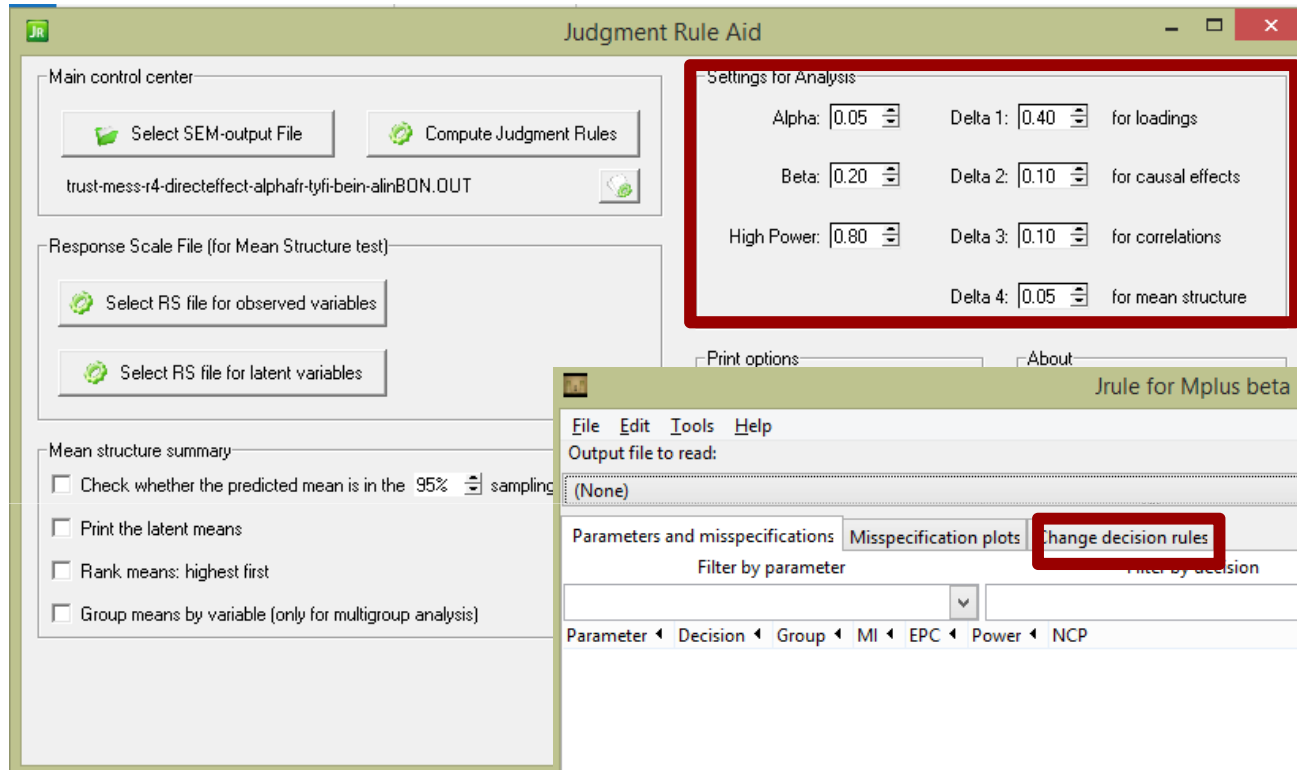 JR
Judgment Rule Aid
Main control center
Select SEM-output File
Compute Judgment Rules
trust-mess-r4-directeffect-alphafr-tyfi-bein-alinBON.OUT
Settings for Analysis
Alpha: 0.05 Delta 1: 0.40 for loadings
Beta: 0.20 Delta 2: 0.10 for causal effects
High Power: 0.80 Delta 3: 0.10 for correlations
Delta 4: 0.05 for mean structure
Response Scale File (for Mean Structure test)
Select RS file for observed variables
Select RS file for latent variables
Print options
About
Mean structure summary
Check whether the predicted mean is in the 95% sampling
Print the latent means
Rank means: highest first
Group means by variable (only for multigroup analysis)
Jrule for Mplus beta
File Edit Tools Help
Output file to read:
(None)
Parameters and misspecifications Misspecification plots Change decision rules
Filter by parameter Filter by decision
Parameter Decision Group MI EPC Power NCP